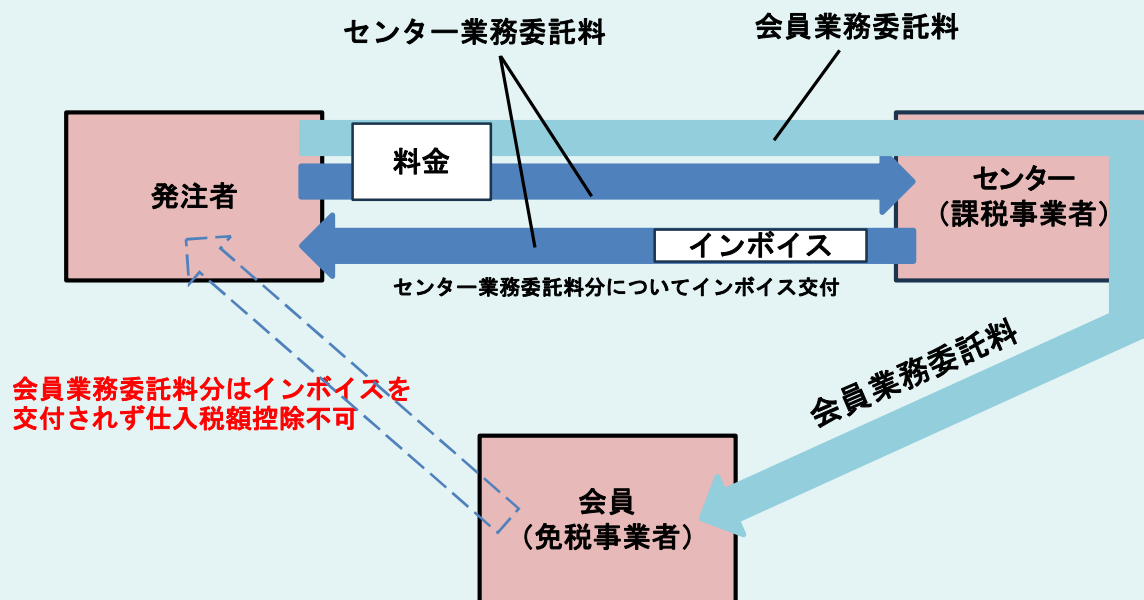 センター業務委託料
会員業務委託料
発注者
料金
センター
（課税事業者）
インボイス
センター業務委託料分についてインボイス交付
会員業務委託料
会員業務委託料分はインボイスを
交付されず仕入税額控除不可
会員
（免税事業者）